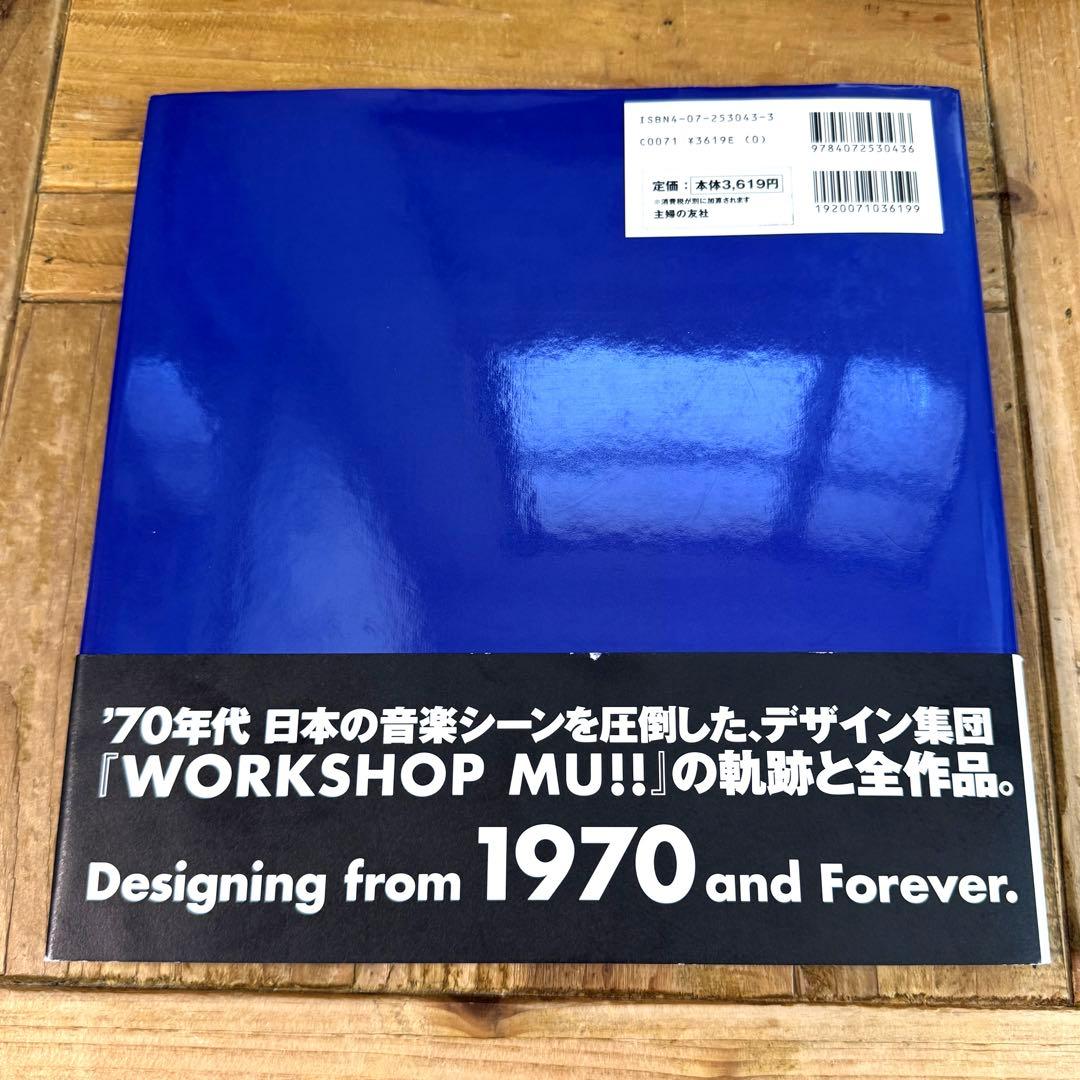 ISBN4-07-253043-3
C0071 ¥3619E (0)
9784072530436
定価：本体3,619円
※消費税が別に加算されます
主婦の友社
1920071036199
’70年代 日本の音楽シーンを圧倒した、デザイン集団
『WORKSHOP MU!!』の軌跡と全作品。
Designing from 1970 and Forever.